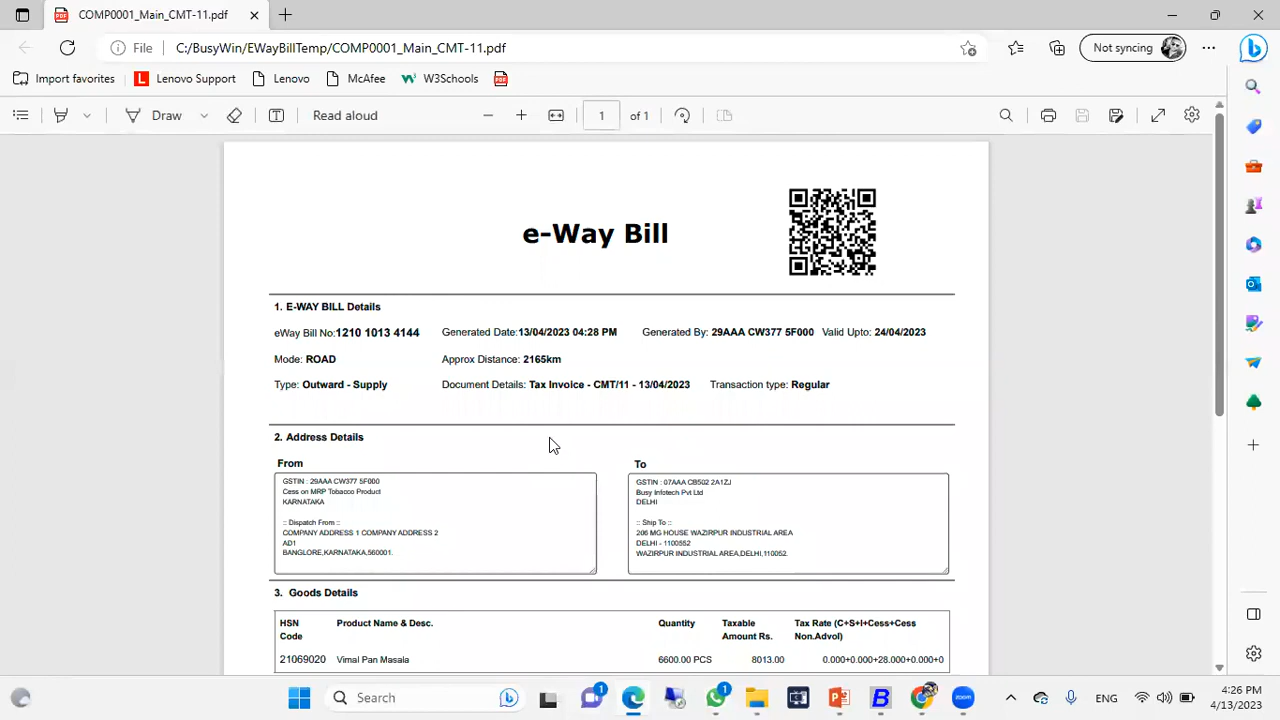 COMP0001_Main_CMT-11.pdf
File C:/BusyWin/EWayBillTemp/COMP0001_Main_CMT-11.pdf Not syncing
Import favorites Lenovo Support Lenovo McAfee W3Schools
Draw Read aloud 1 of 1
e-Way Bill
1. E-WAY BILL Details
eWay Bill No:1210 1013 4144 Generated Date:13/04/2023 04:28 PM Generated By: 29AAA CW377 5F000 Valid Upto: 24/04/2023
Mode: ROAD Approx Distance: 2165km
Type: Outward - Supply Document Details: Tax Invoice - CMT/11 - 13/04/2023 Transaction type: Regular
2. Address Details
From
GSTIN : 29AAA CW377 5F000
Cess on MRP Tobacco Product
KARNATAKA
:: Dispatch From ::
COMPANY ADDRESS 1 COMPANY ADDRESS 2
AD1
BANGLORE,KARNATAKA,560001.
To
GSTIN : 07AAA CB502 2A1ZJ
Busy Infotech Pvt Ltd
DELHI
:: Ship To ::
206 MG HOUSE WAZIRPUR INDUSTRIAL AREA
DELHI - 1100552
WAZIRPUR INDUSTRIAL AREA,DELHI,110052.
3. Goods Details
HSN Product Name & Desc. Quantity Taxable Tax Rate (C+S+I+Cess+Cess
Code Amount Rs. Non.Advol)
21069020 Vimal Pan Masala 6600.00 PCS 8013.00 0.000+0.000+28.000+0.000+0
Search 1 1 zoom ENG 4:26 PM
4/13/2023